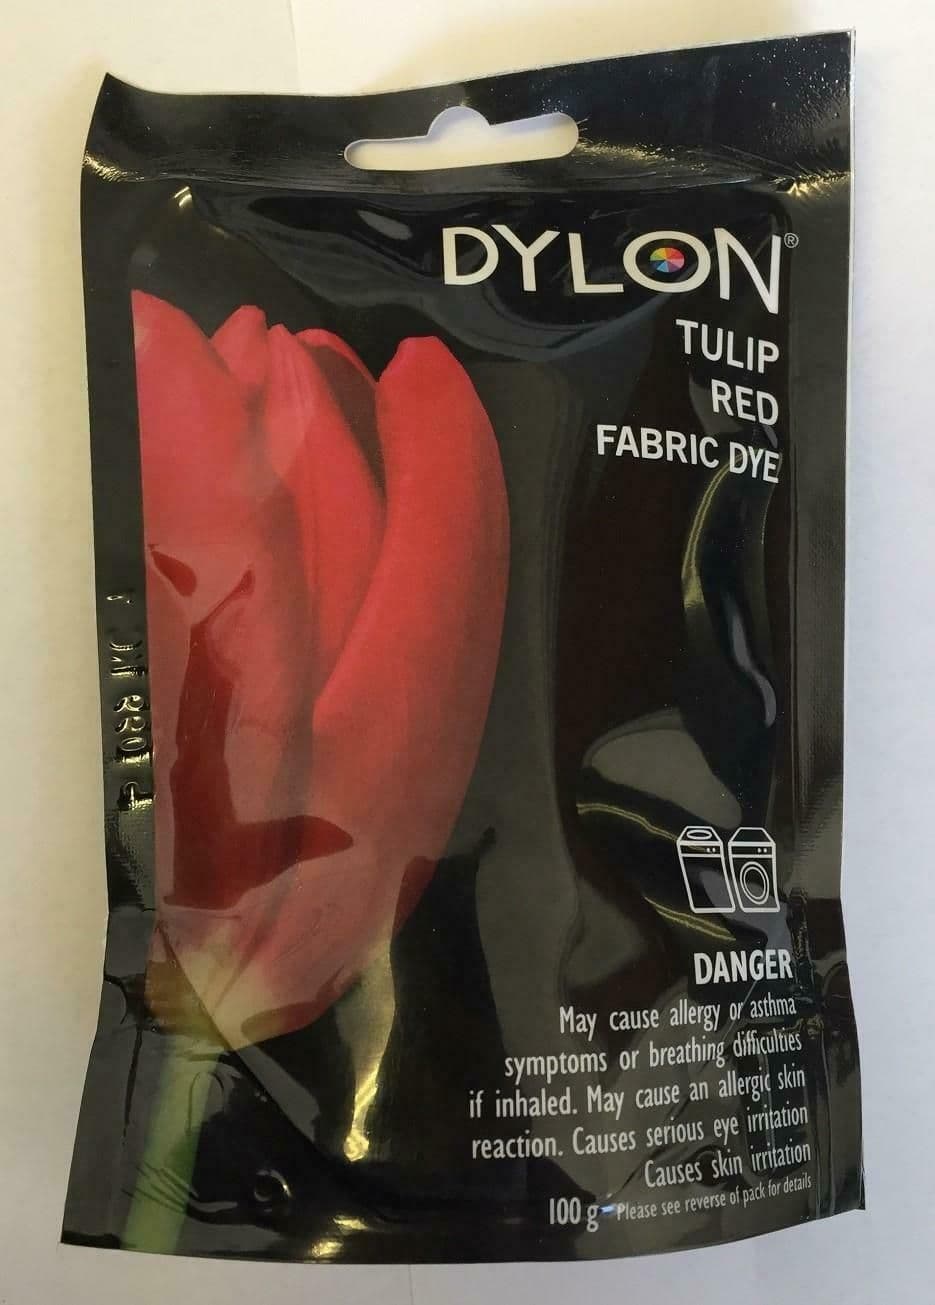 DYLON®
TULIP
RED
FABRIC DYE
DANGER
May cause allergy or asthma
symptoms or breathing difficulties
if inhaled. May cause an allergic skin
reaction. Causes serious eye irritation
Causes skin irritation
100 g Please see reverse of pack for details